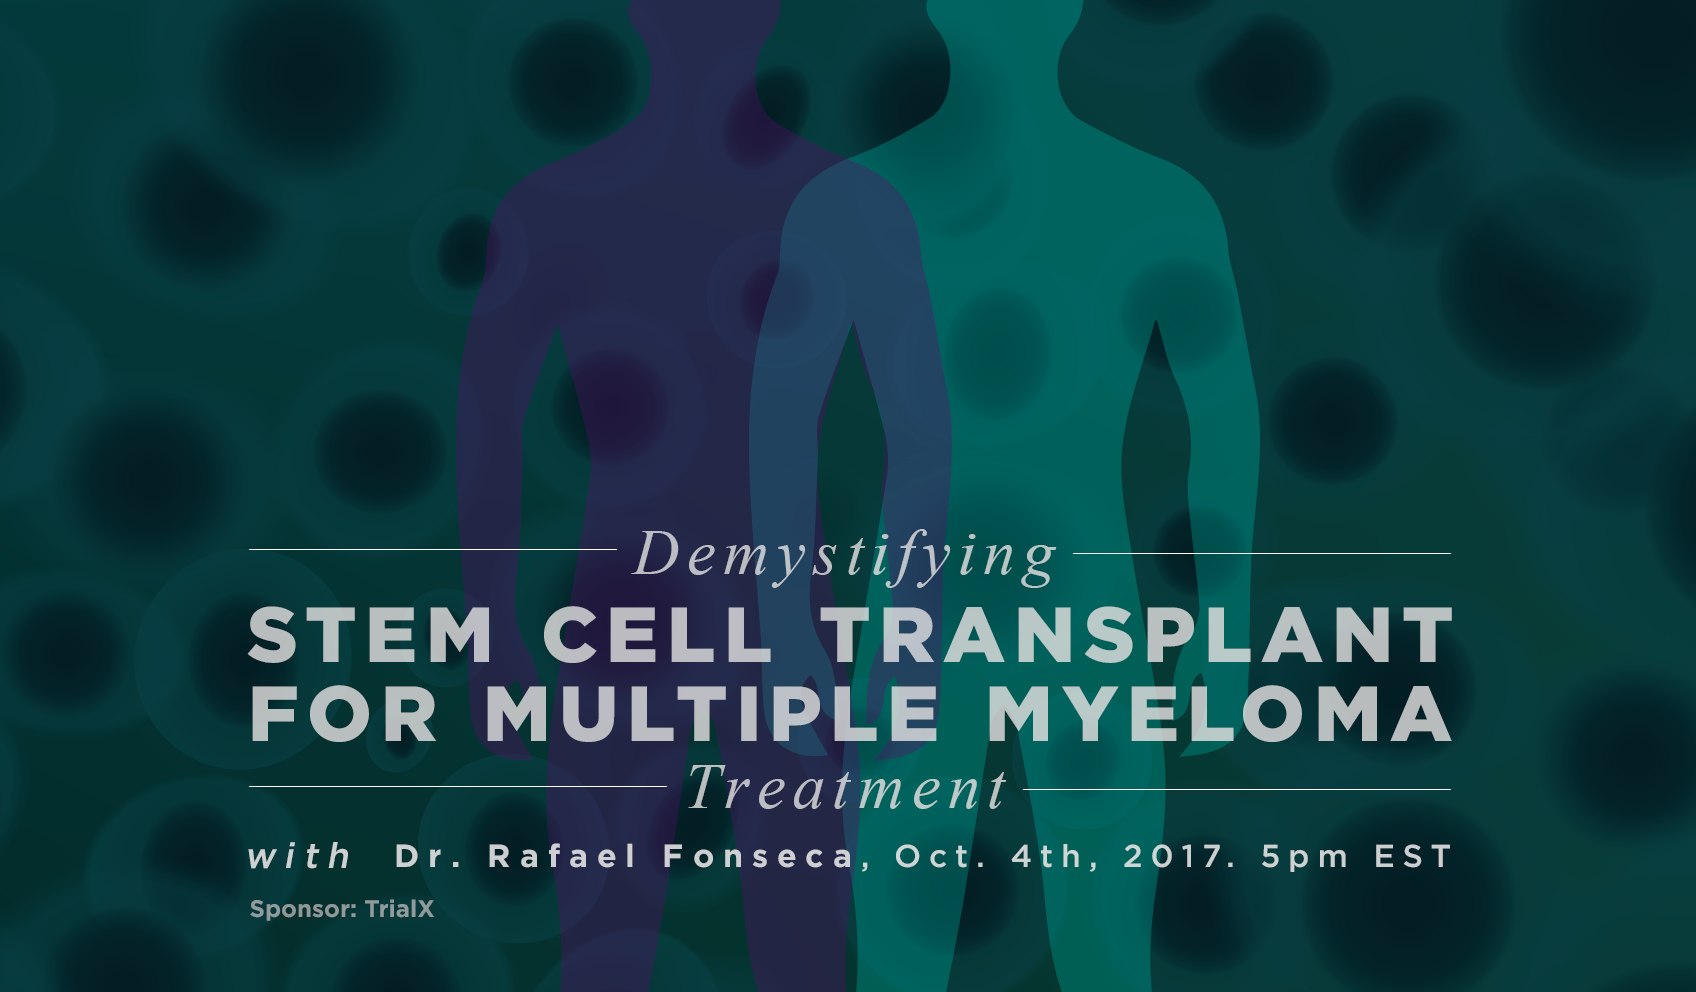 Demystifying
STEM CELL TRANSPLANT
FOR MULTIPLE MYELOMA
Treatment
with Dr. Rafael Fonseca, Oct. 4th, 2017. 5pm EST
Sponsor: TrialX